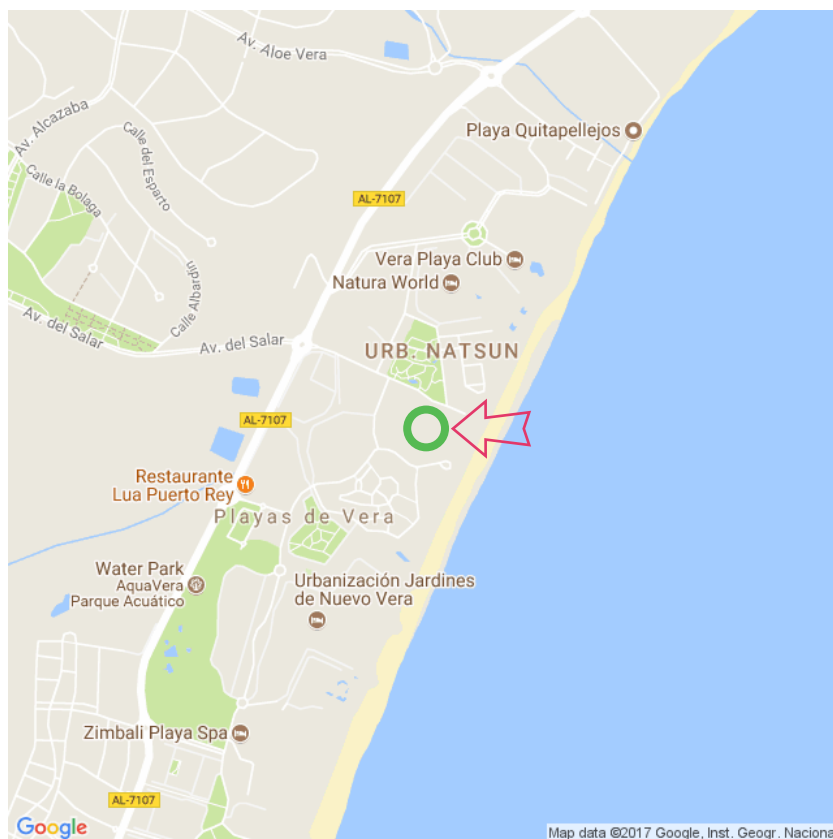 Av. Aloe Vera
Playa Quitapellejos
Av. Alcazaba
Calle del Esparto
Calle la Bolaga
AL-7107
Vera Playa Club
Natura World
Calle Albardín
Av. del Salar
Av. del Salar
URB. NATSUN
AL-7107
Restaurante
Lua Puerto Rey
Playas de Vera
Water Park
AquaVera
Parque Acuático
Urbanización Jardines
de Nuevo Vera
Zimbali Playa Spa
AL-7107
Google
Map data ©2017 Google, Inst. Geogr. Naciona